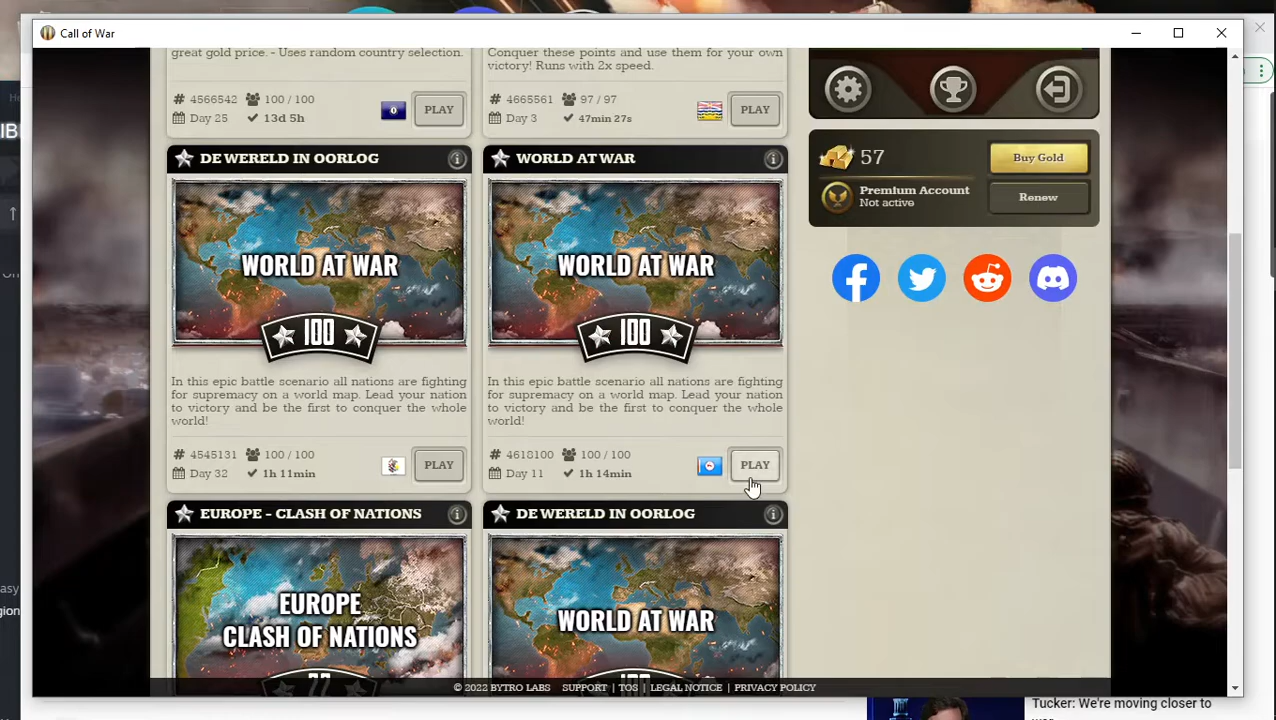 Call of War
great gold price. - Uses random country selection.
Conquer these points and use them for your own
victory! Runs with 2x speed.
# 4566542 100 / 100
Day 25 13d 5h
PLAY
# 4665561 97 / 97
Day 3 47min 27s
PLAY
57
Buy Gold
Premium Account
Not active
Renew
DE WERELD IN OORLOG
WORLD AT WAR
100
In this epic battle scenario all nations are fighting
for supremacy on a world map. Lead your nation
to victory and be the first to conquer the whole
world!
# 4545131 100 / 100
Day 32 1h 11min
PLAY
WORLD AT WAR
WORLD AT WAR
100
In this epic battle scenario all nations are fighting
for supremacy on a world map. Lead your nation
to victory and be the first to conquer the whole
world!
# 4618100 100 / 100
Day 11 1h 14min
PLAY
EUROPE - CLASH OF NATIONS
EUROPE
CLASH OF NATIONS
DE WERELD IN OORLOG
WORLD AT WAR
© 2022 BYTRO LABS SUPPORT | TOS | LEGAL NOTICE | PRIVACY POLICY
Tucker: We're moving closer to